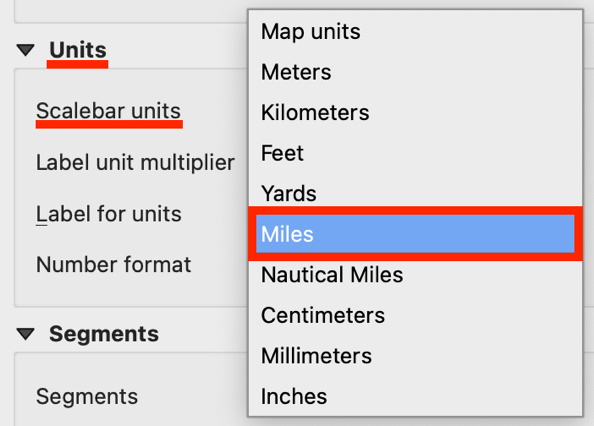 Units
Scalebar units
Label unit multiplier
Label for units
Number format
Segments
Segments
Map units
Meters
Kilometers
Feet
Yards
Miles
Nautical Miles
Centimeters
Millimeters
Inches